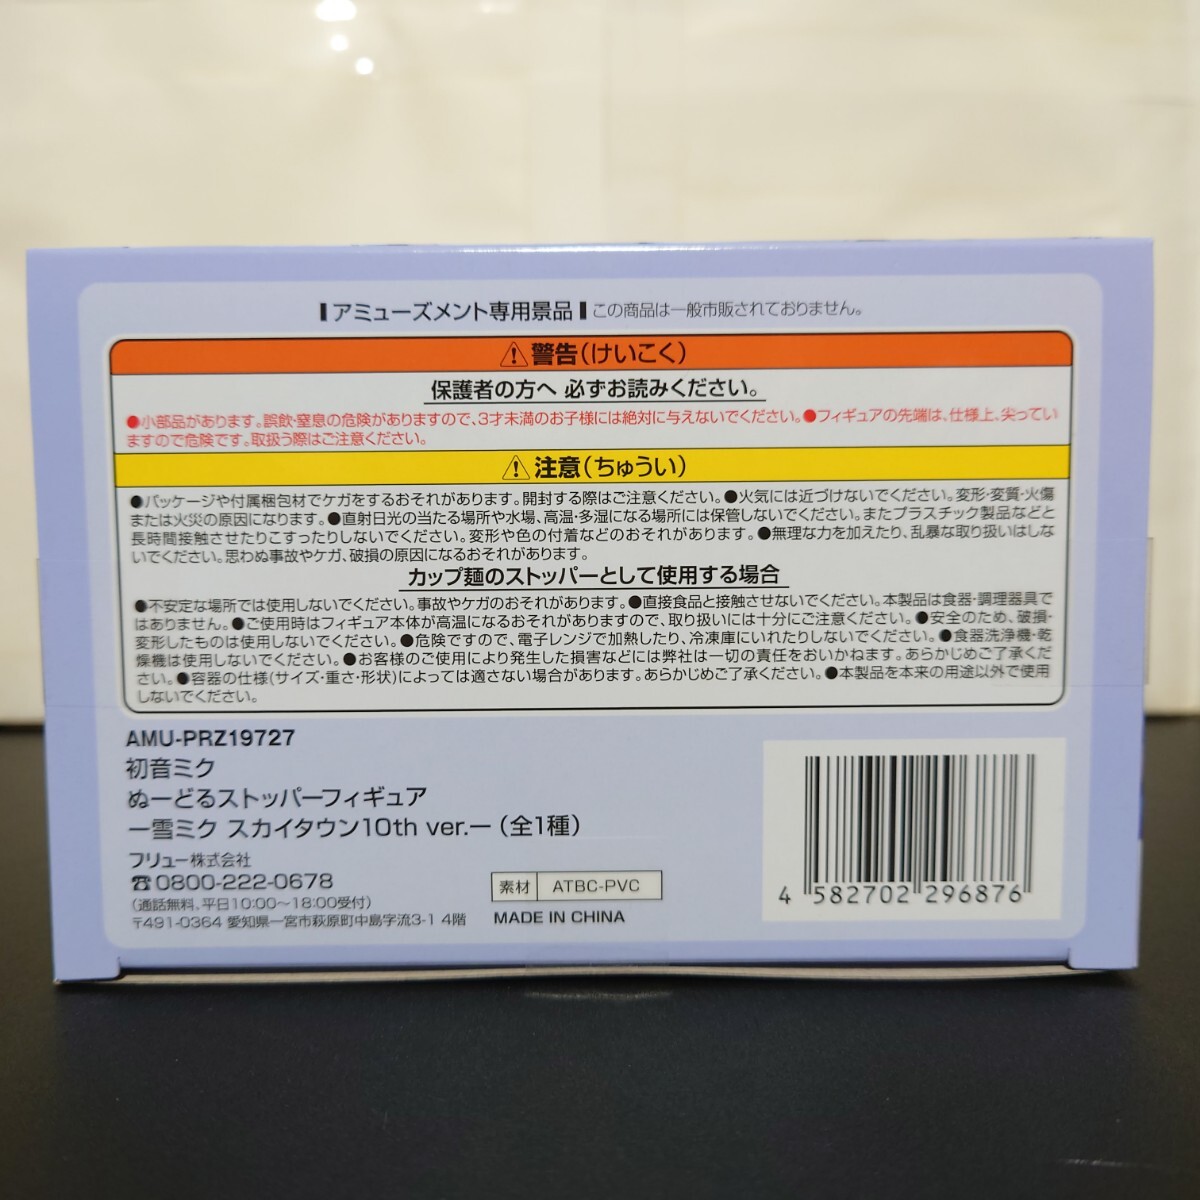 アミューズメント専用景品 この商品は一般市販されておりません。
⚠警告(けいこく)
保護者の方へ 必ずお読みください。
●小部品があります。誤飲・窒息の危険がありますので、3才未満のお子様には絶対に与えないでください。●フィギュアの先端は、仕様上、尖ってい
ますので危険です。取扱う際はご注意ください。
⚠注意(ちゅうい)
●パッケージや付属梱包材でケガをするおそれがあります。開封する際はご注意ください。●火気には近づけないでください。変形・変質・火傷
または火災の原因になります。●直射日光の当たる場所や水場、高温・多湿になる場所には保管しないでください。またプラスチック製品などと
長時間接触させたりこすったりしないでください。変形や色の付着などのおそれがあります。●無理な力を加えたり、乱暴な取り扱いはしな
いでください。思わぬ事故やケガ、破損の原因になるおそれがあります。
カップ麺のストッパーとして使用する場合
●不安定な場所では使用しないでください。事故やケガのおそれがあります。●直接食品と接触させないでください。本製品は食器・調理器具で
はありません。●ご使用時はフィギュア本体が高温になるおそれがありますので、取り扱いには十分にご注意ください。●安全のため、破損・
変形したものは使用しないでください。●危険ですので、電子レンジで加熱したり、冷凍庫にいれたりしないでください。●食器洗浄機・乾
燥機は使用しないでください。●お客様のご使用により発生した損害などには弊社は一切の責任をおいかねます。あらかじめご了承くださ
い。●容器の仕様(サイズ・重さ・形状)によっては適さない場合があります。あらかじめご了承ください。●本製品を本来の用途以外で使用
しないでください。
AMU-PRZ19727
初音ミク
ぬーどるストッパーフィギュア
ー雪ミク スカイタウン10th ver.ー(全1種)
フリュー株式会社
☎0800-222-0678
(通話無料、平日10:00～18:00受付)
〒491-0364 愛知県一宮市萩原町中島字流3-1 4階
素材 ATBC-PVC
MADE IN CHINA
4 582702 296876